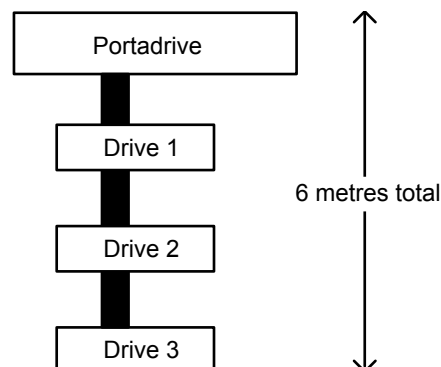 Portadrive
Drive 1
6 metres total
Drive 2
Drive 3